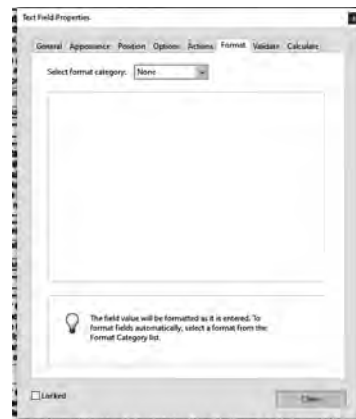 Text Field Properties
General Appearance Position Options Actions Format Validate Calculate
Select format category: None
The field value will be formatted as it is entered. To
format fields automatically, select a format from the
Format Category list.
Locked
Close